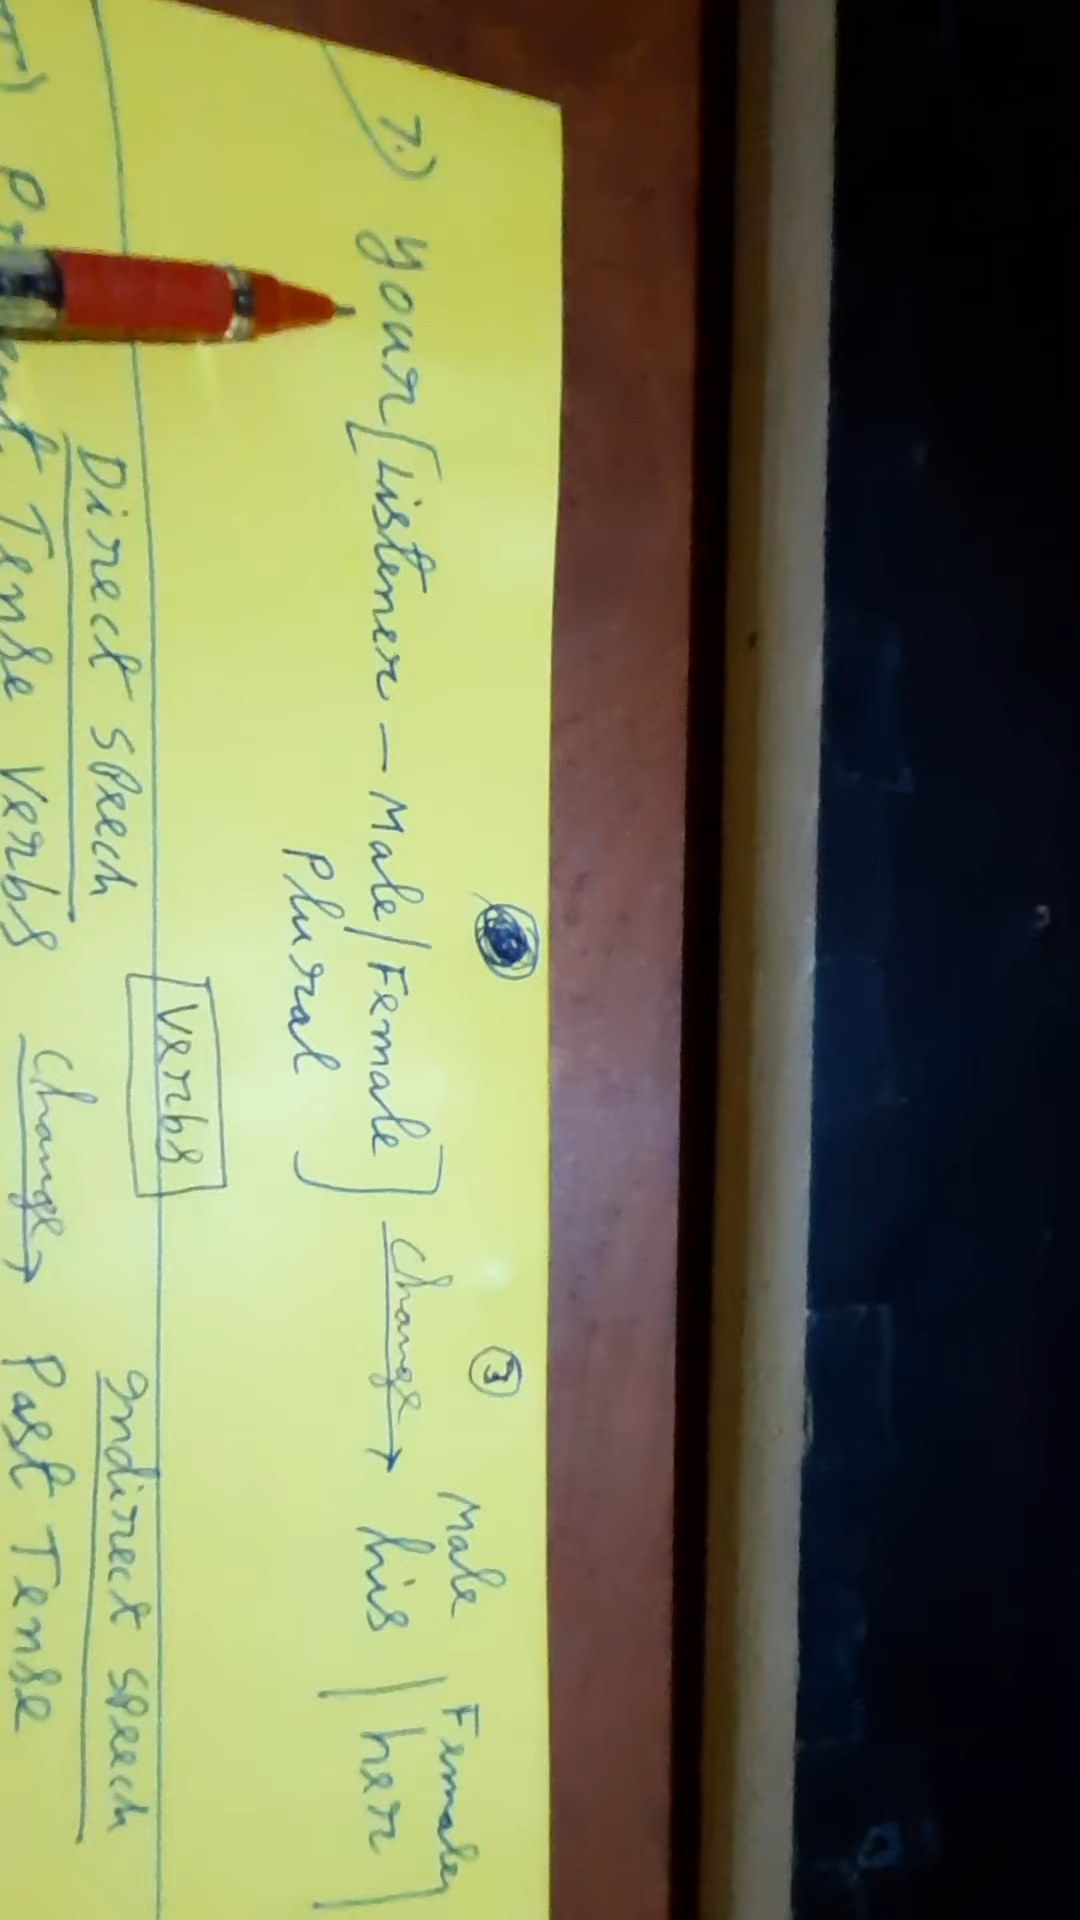 3
Male Female
7.) your [Listener - Male/Female] change→ his / her /
Plural
Verbs
Direct speech Indirect speech
Tense Verbs change→ Past Tense